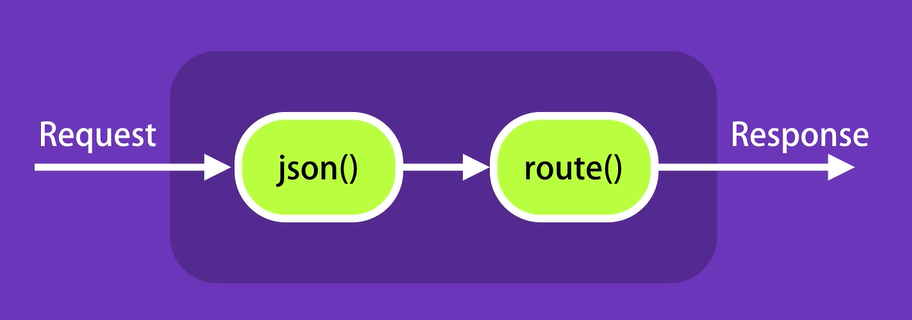 Request
json()
route()
Response